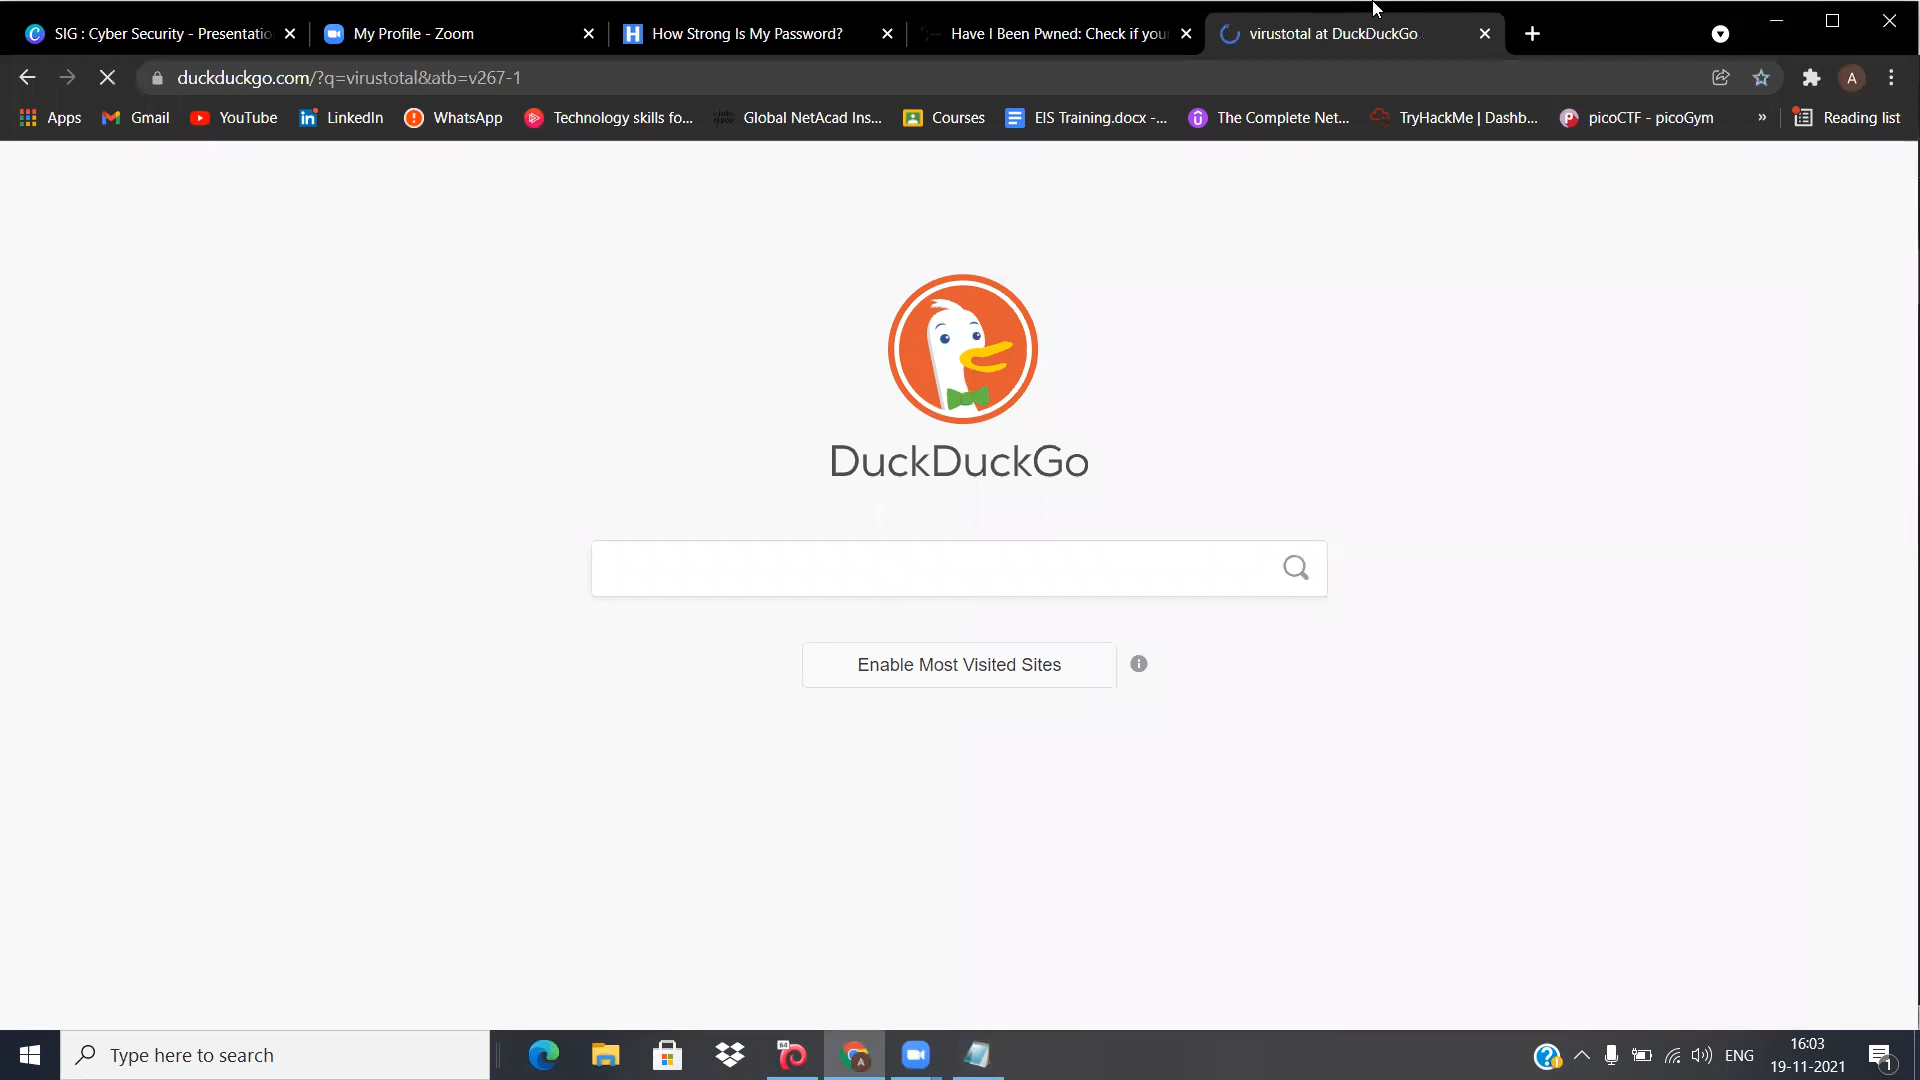 SIG : Cyber Security - Presentatio
My Profile - Zoom
How Strong Is My Password?
Have I Been Pwned: Check if you
virustotal at DuckDuckGo
duckduckgo.com/?q=virustotal&atb=v267-1
A
Apps
Gmail
YouTube
LinkedIn
WhatsApp
Technology skills fo...
Global NetAcad Ins...
Courses
EIS Training.docx -...
The Complete Net...
TryHackMe | Dashb...
picoCTF - picoGym
»
Reading list
DuckDuckGo
Enable Most Visited Sites
Type here to search
64
A
ENG
16:03
19-11-2021
1